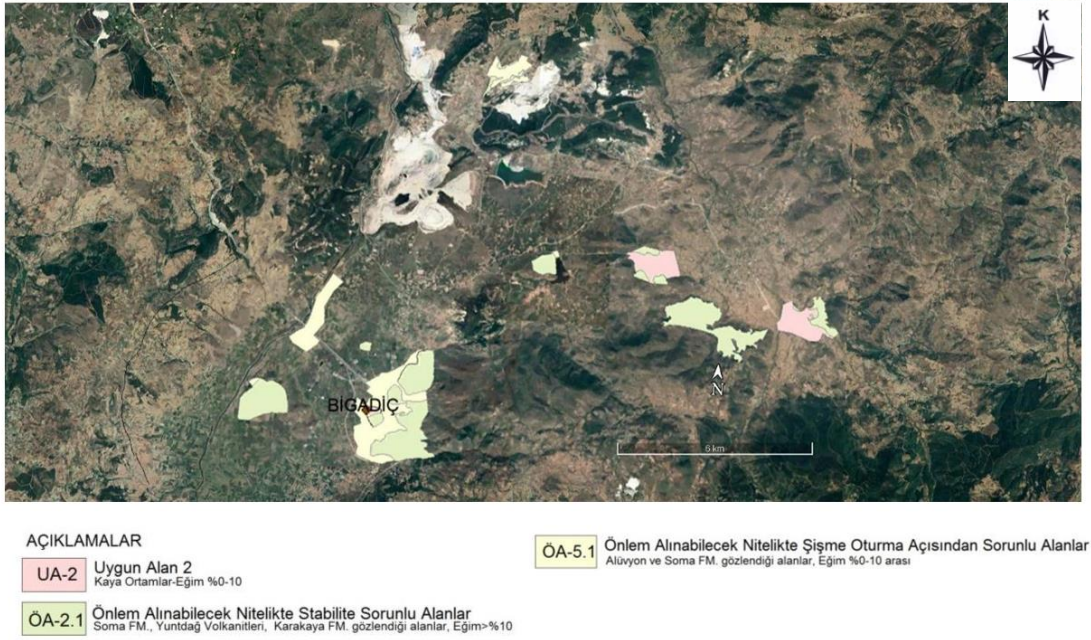 K
BİGADİÇ
N
6 km
AÇIKLAMALAR
UA-2 Uygun Alan 2
Kaya Ortamlar-Eğim %0-10
ÖA-2.1 Önlem Alınabilecek Nitelikte Stabilite Sorunlu Alanlar
Soma FM., Yuntdağ Volkanitleri, Karakaya FM. gözlendiği alanlar, Eğim>%10
ÖA-5.1 Önlem Alınabilecek Nitelikte Şişme Oturma Açısından Sorunlu Alanlar
Alüvyon ve Soma FM. gözlendiği alanlar, Eğim %0-10 arası